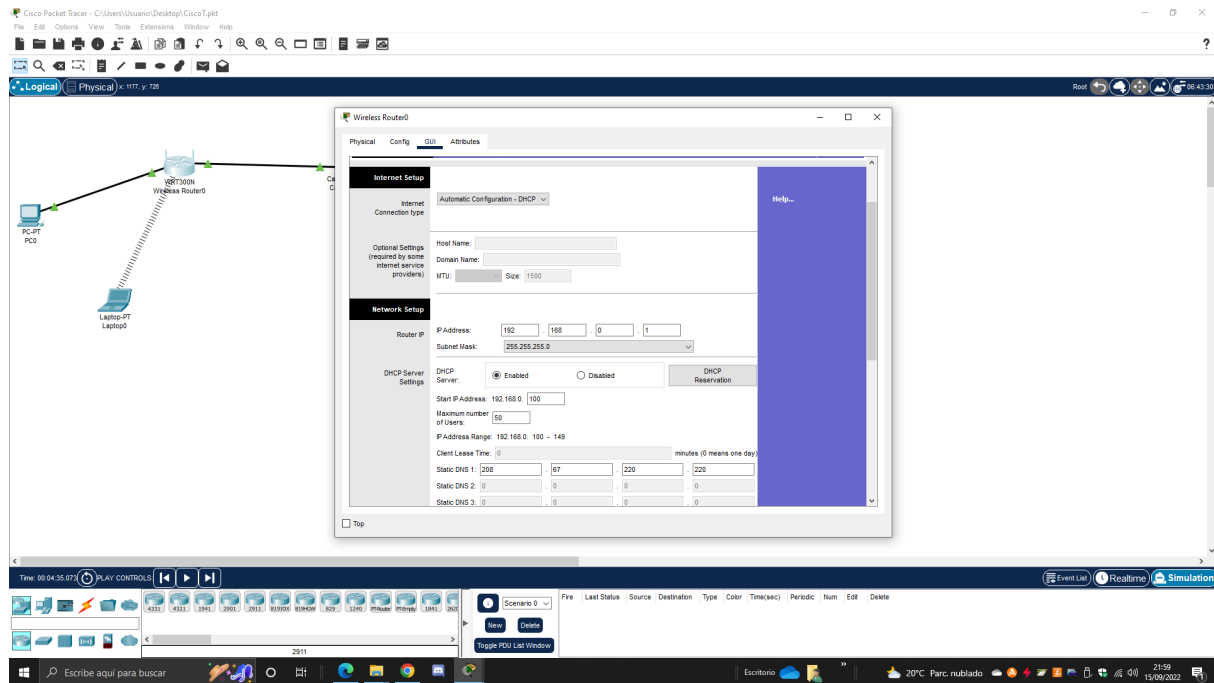 Cisco Packet Tracer - C:\Users\Usuario\Desktop\CiscoT.pkt
File Edit Options View Tools Extensions Window Help
?
Logical Physical x: 1177, y: 726
Root 06:43:30
Wireless Router0
Physical Config GUI Attributes
Internet Setup
Internet Connection type
Automatic Configuration - DHCP
Help...
Optional Settings (required by some internet service providers)
Host Name:
Domain Name:
MTU: Size: 1500
Network Setup
Router IP
IP Address: 192 . 168 . 0 . 1
Subnet Mask: 255.255.255.0
DHCP Server Settings
DHCP Server: Enabled Disabled DHCP Reservation
Start IP Address: 192.168.0. 100
Maximum number of Users: 50
IP Address Range: 192.168.0. 100 - 149
Client Lease Time: 0 minutes (0 means one day)
Static DNS 1: 208 . 67 . 220 . 220
Static DNS 2: 0 . 0 . 0 . 0
Static DNS 3: 0 . 0 . 0 . 0
Top
WRT300N
Wireless Router0
Ca
C
PC-PT
PC0
Laptop-PT
Laptop0
Time: 00:04:35.073 PLAY CONTROLS:
Event List Realtime Simulation
4331 4321 1941 2901 2911 819IOX 819HGW 829 1240 PT-Router PT-Empty 1841 2620
2911
Scenario 0
New Delete
Toggle PDU List Window
Fire Last Status Source Destination Type Color Time(sec) Periodic Num Edit Delete
Escribe aquí para buscar
Escritorio
»
20°C Parc. nublado
21:59
15/09/2022